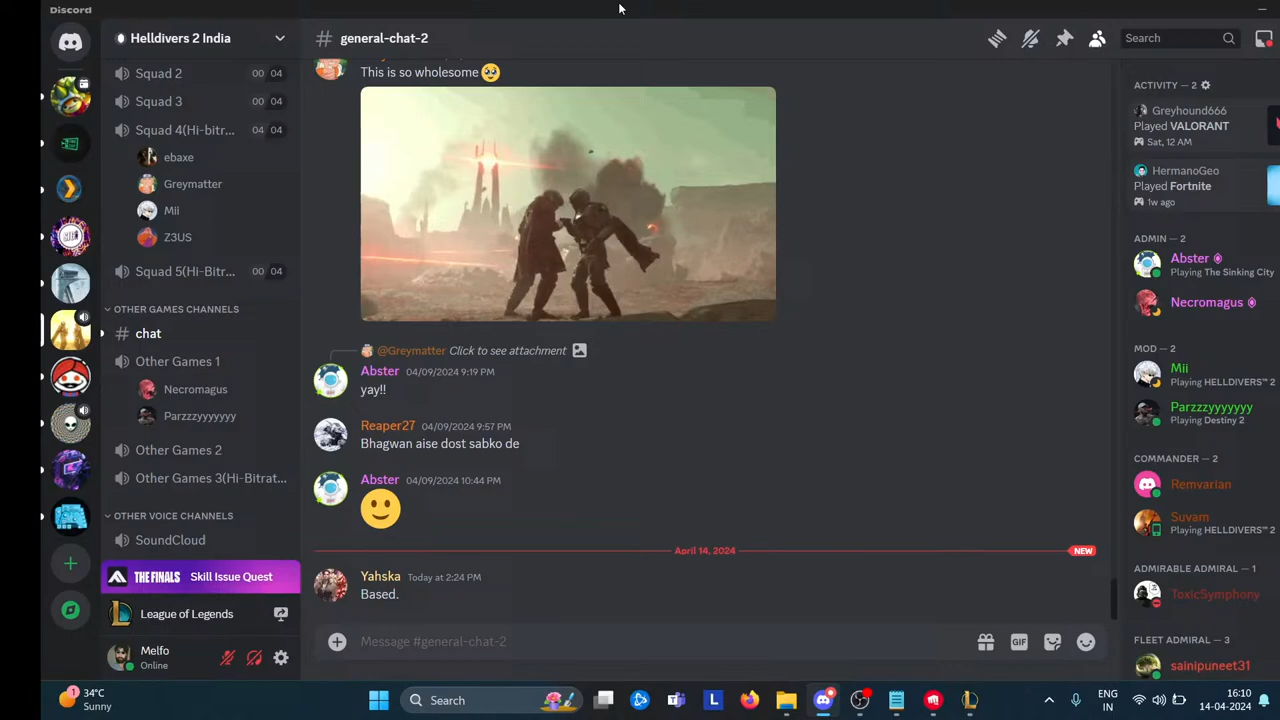 Discord
Helldivers 2 India
general-chat-2
Search
Squad 2 00 04
Squad 3 00 04
Squad 4(Hi-bitr... 04 04
ebaxe
Greymatter
Mii
Z3US
Squad 5(Hi-Bitr... 00 04
OTHER GAMES CHANNELS
chat
Other Games 1
Necromagus
Parzzzyyyyyyy
Other Games 2
Other Games 3(Hi-Bitrat...
OTHER VOICE CHANNELS
SoundCloud
THE FINALS Skill Issue Quest
League of Legends
Melfo
Online
This is so wholesome 🥹
@Greymatter Click to see attachment
Abster 04/09/2024 9:19 PM
yay!!
Reaper27 04/09/2024 9:57 PM
Bhagwan aise dost sabko de
Abster 04/09/2024 10:44 PM
🙂
April 14, 2024 NEW
Yahska Today at 2:24 PM
Based.
Message #general-chat-2
GIF
ACTIVITY — 2
Greyhound666
Played VALORANT
Sat, 12 AM
HermanoGeo
Played Fortnite
1w ago
ADMIN — 2
Abster
Playing The Sinking City
Necromagus
MOD — 2
Mii
Playing HELLDIVERS™ 2
Parzzzyyyyyyy
Playing Destiny 2
COMMANDER — 2
Remvarian
Suvam
Playing HELLDIVERS™ 2
ADMIRABLE ADMIRAL — 1
ToxicSymphony
FLEET ADMIRAL — 3
sainipuneet31
1
34°C
Sunny
Search
L
ENG
IN
16:10
14-04-2024